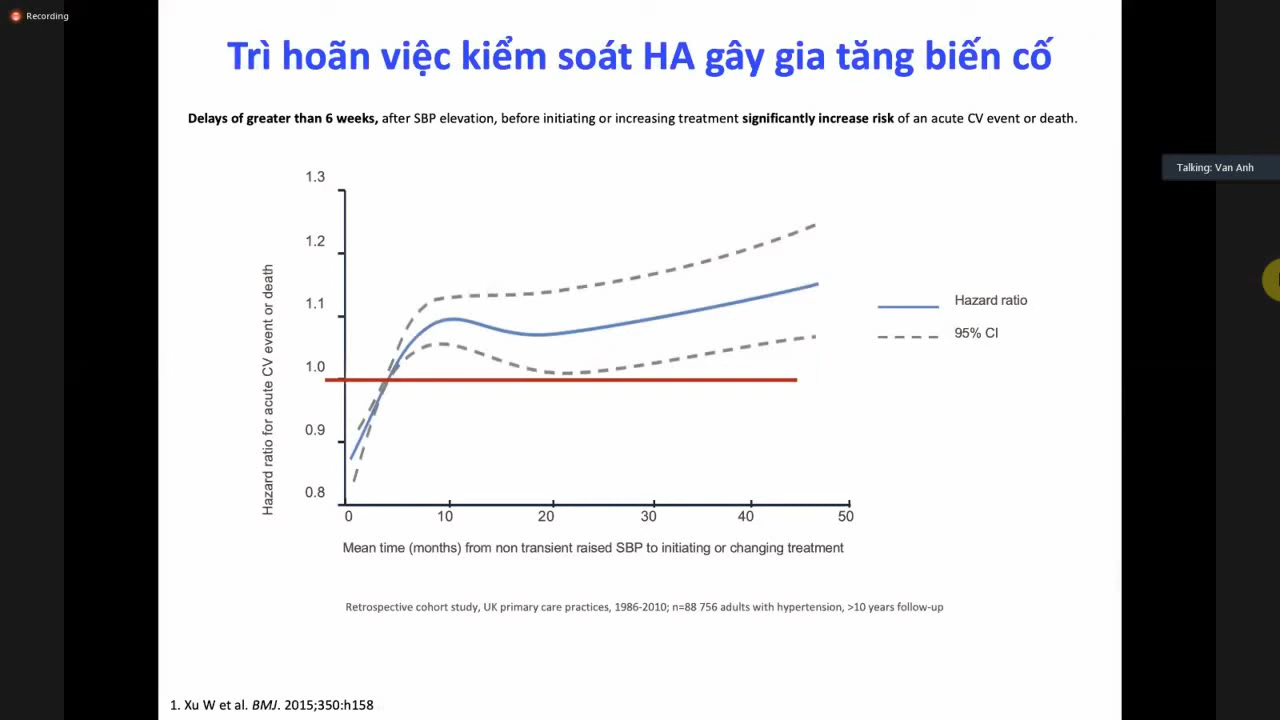 Recording
Trì hoãn việc kiểm soát HA gây gia tăng biến cố
Delays of greater than 6 weeks, after SBP elevation, before initiating or increasing treatment significantly increase risk of an acute CV event or death.
Talking: Van Anh
Hazard ratio for acute CV event or death
1.3
1.2
1.1
1.0
0.9
0.8
0 10 20 30 40 50
Mean time (months) from non transient raised SBP to initiating or changing treatment
Hazard ratio
95% CI
Retrospective cohort study, UK primary care practices, 1986-2010; n=88 756 adults with hypertension, >10 years follow-up
1. Xu W et al. BMJ. 2015;350:h158